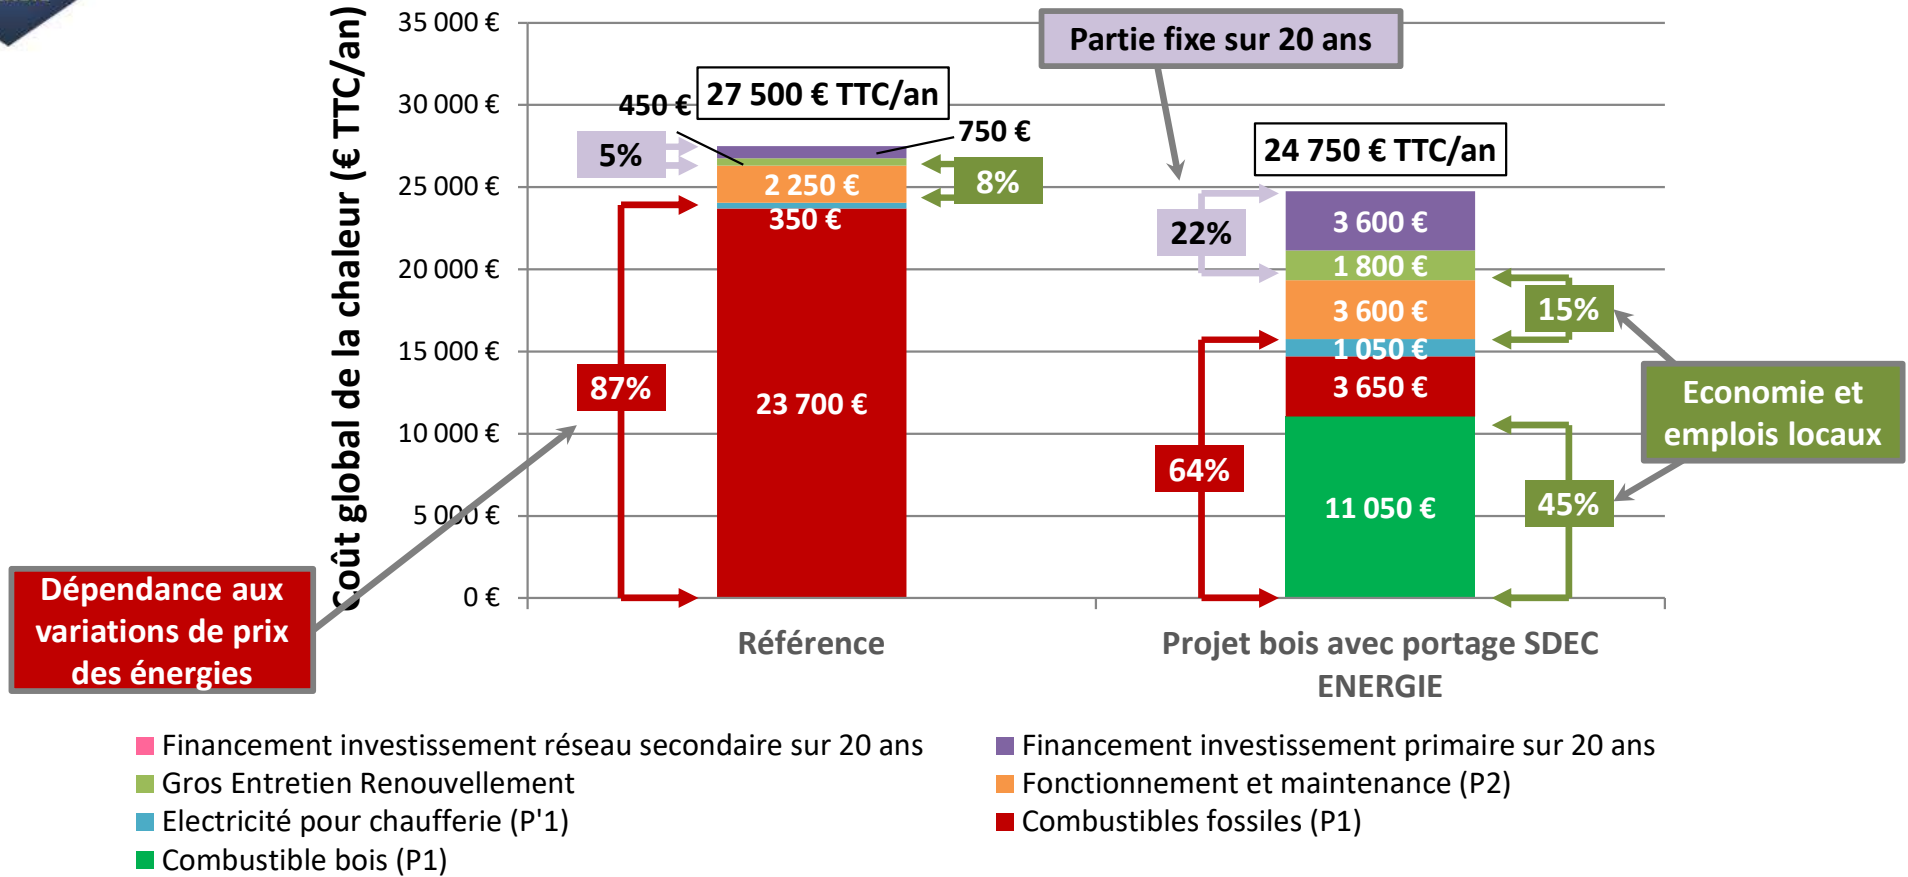 Coût global de la chaleur (€ TTC/an)
35 000 €
30 000 €
25 000 €
20 000 €
15 000 €
10 000 €
5 000 €
0 €
Partie fixe sur 20 ans
27 500 € TTC/an
450 €
750 €
5%
8%
2 250 €
350 €
87%
23 700 €
24 750 € TTC/an
22%
3 600 €
1 800 €
3 600 €
15%
1 050 €
3 650 €
64%
11 050 €
45%
Economie et
emplois locaux
Dépendance aux
variations de prix
des énergies
Référence
Projet bois avec portage SDEC
ENERGIE
Financement investissement réseau secondaire sur 20 ans
Financement investissement primaire sur 20 ans
Gros Entretien Renouvellement
Fonctionnement et maintenance (P2)
Electricité pour chaufferie (P'1)
Combustibles fossiles (P1)
Combustible bois (P1)